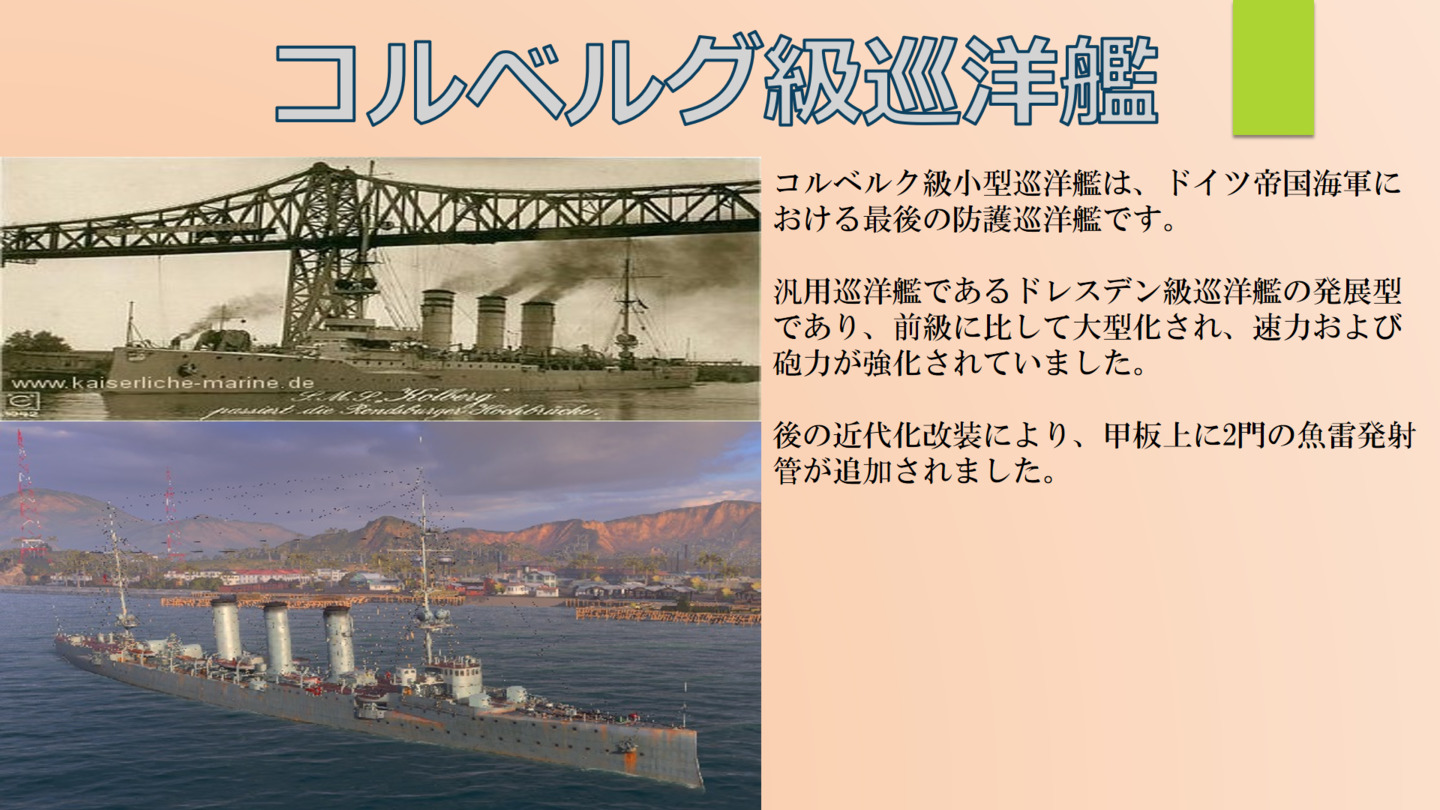 コルベルグ級巡洋艦
コルベルク級小型巡洋艦は、ドイツ帝国海軍に
おける最後の防護巡洋艦です。
汎用巡洋艦であるドレスデン級巡洋艦の発展型
であり、前級に比して大型化され、速力および
砲力が強化されていました。
後の近代化改装により、甲板上に2門の魚雷発射
管が追加されました。
www.kaiserliche-marine.de
S.M.S. "Kolberg"
passiert die Rendsburger Hochbrücke.